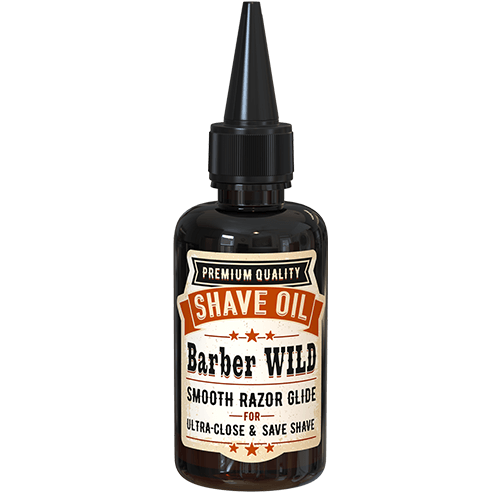 PREMIUM QUALITY
SHAVE OIL
Barber WILD
SMOOTH RAZOR GLIDE
FOR
ULTRA-CLOSE & SAVE SHAVE